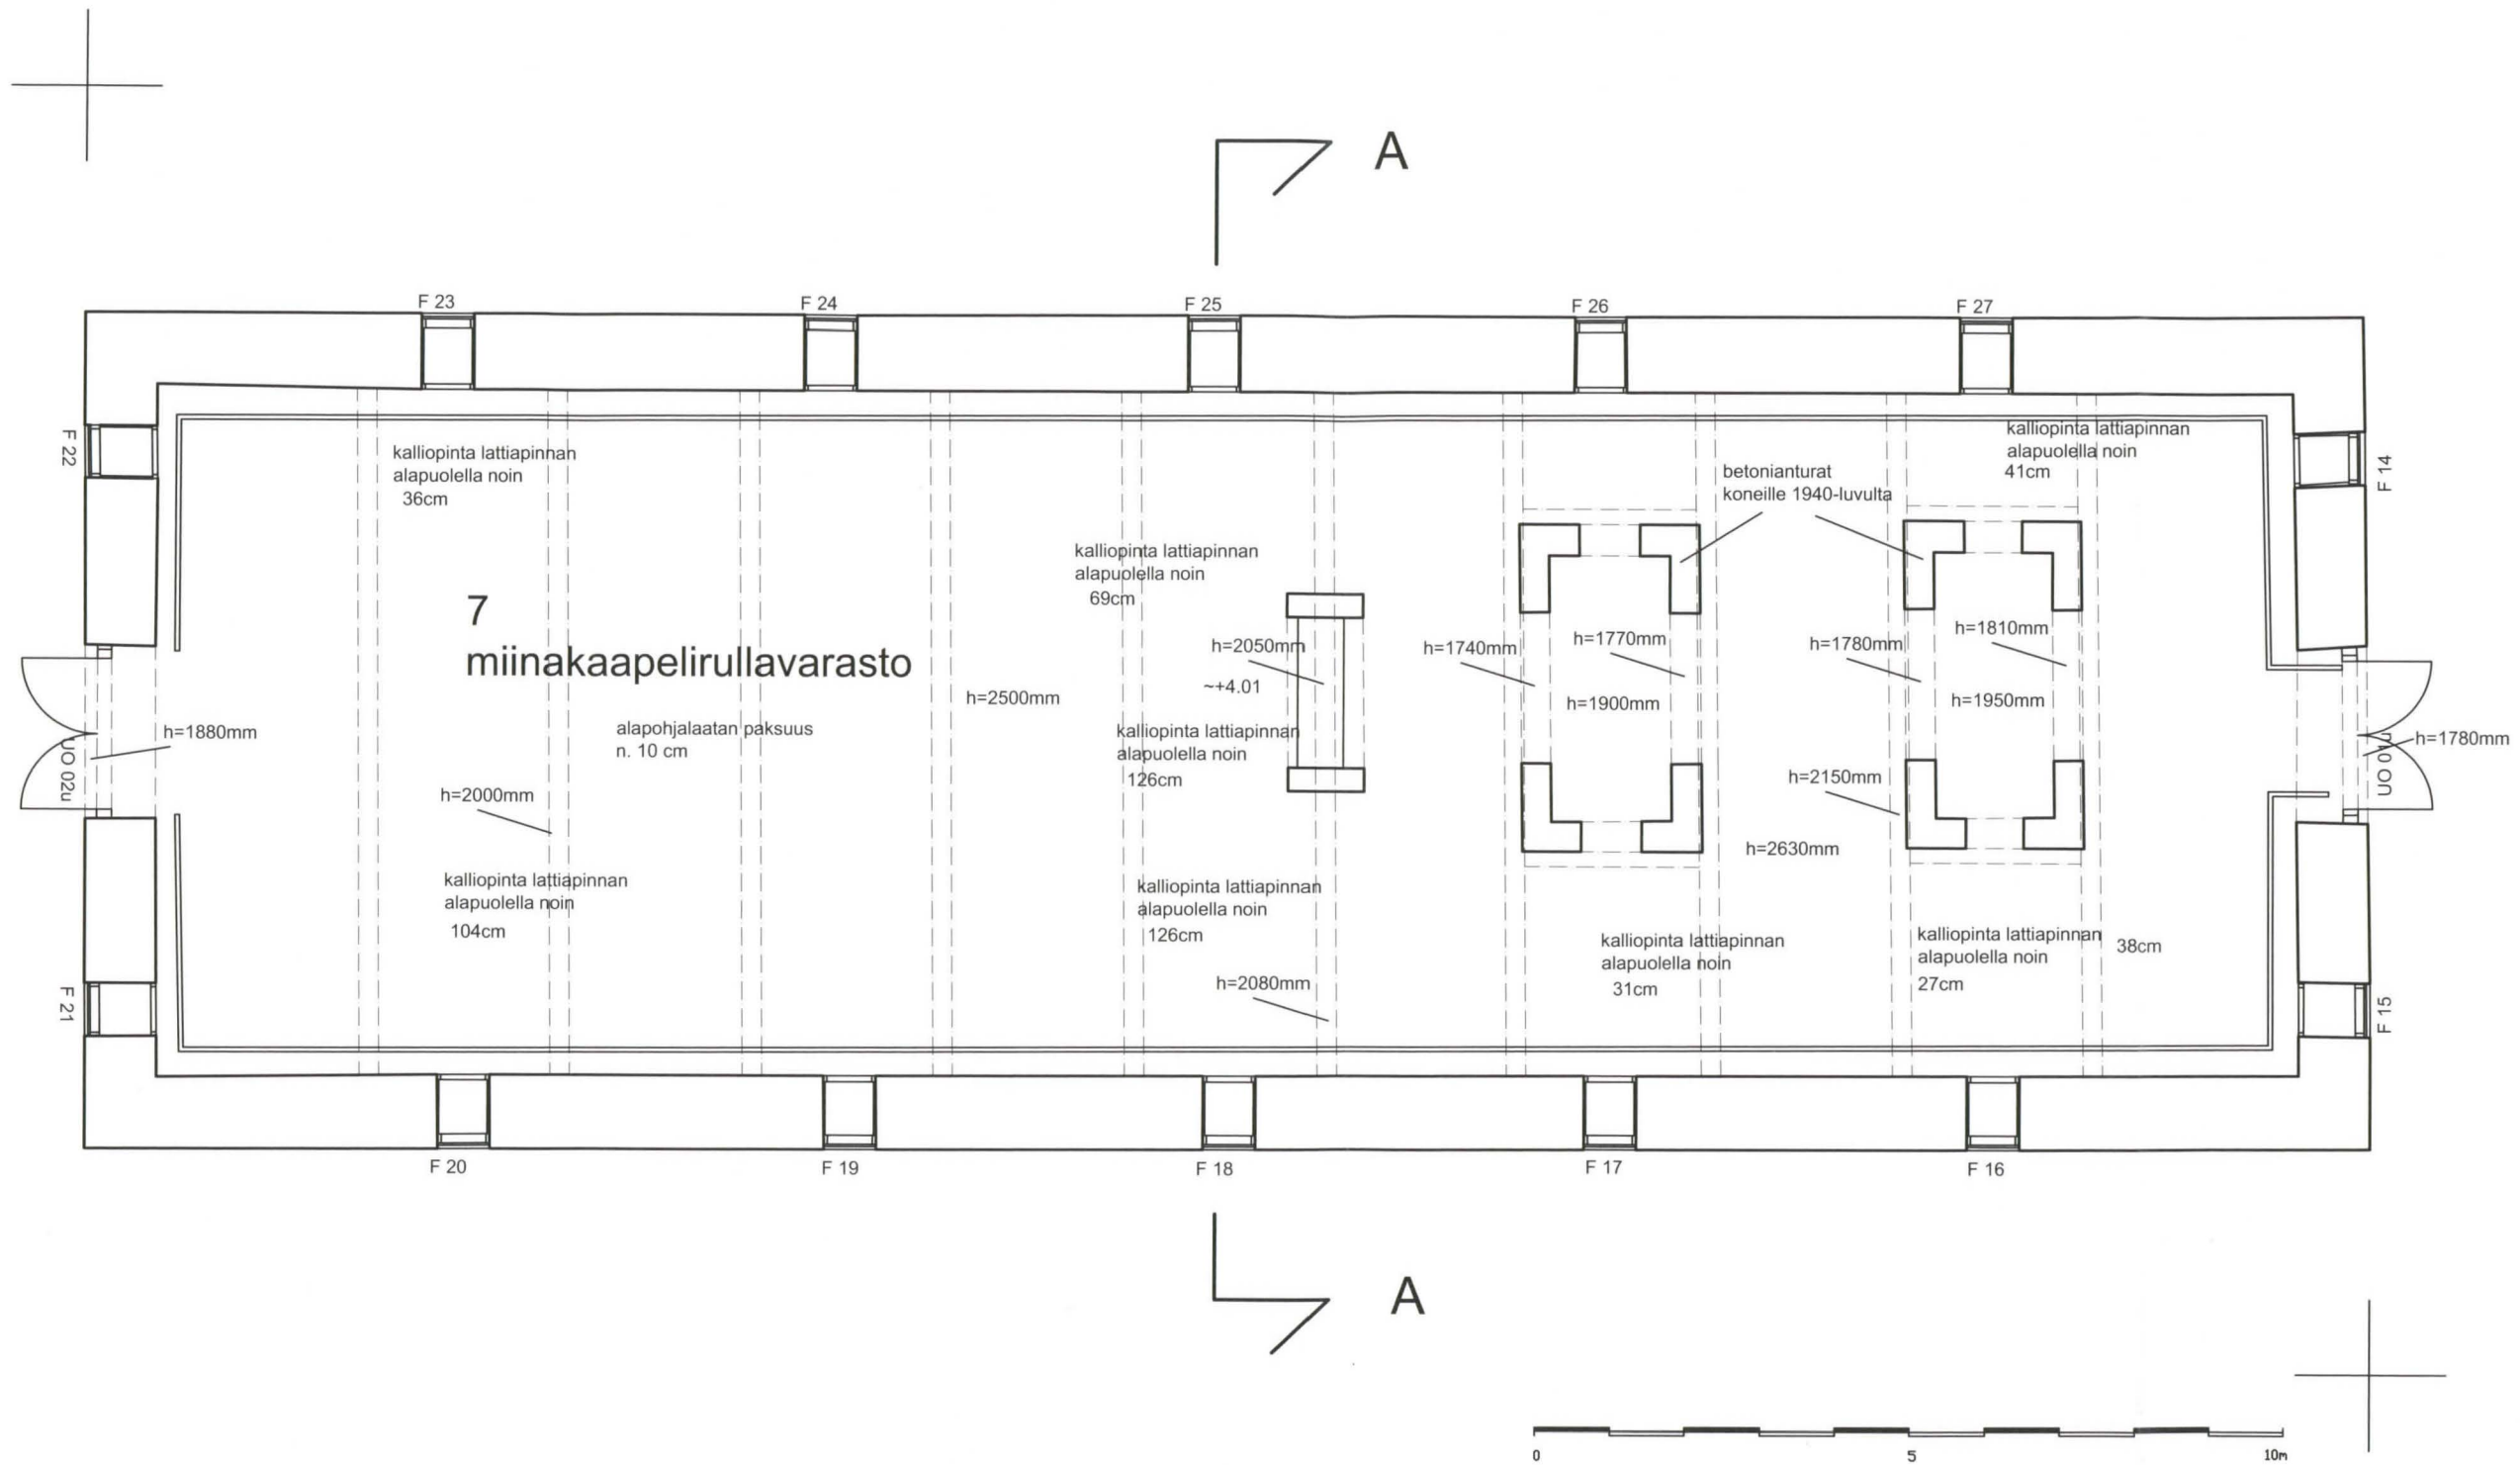 A
F 23
F 24
F 25
F 26
F 27
F 22
kalliopinta lattiapinnan
alapuolella noin
36cm
kalliopinta lattiapinnan
alapuolella noin
41cm
betonianturat
koneille 1940-luvulta
F 14
kalliopinta lattiapinnan
alapuolella noin
69cm
7
miinakaapelirullavarasto
h=2050mm
~+4.01
h=1740mm
h=1770mm
h=1900mm
h=1780mm
h=1810mm
h=1950mm
h=2500mm
UO 02u
h=1880mm
alapohjalaatan paksuus
n. 10 cm
kalliopinta lattiapinnan
alapuolella noin
126cm
UO 01u
h=1780mm
h=2000mm
h=2150mm
h=2630mm
kalliopinta lattiapinnan
alapuolella noin
104cm
kalliopinta lattiapinnan
alapuolella noin
126cm
h=2080mm
kalliopinta lattiapinnan
alapuolella noin
31cm
kalliopinta lattiapinnan
alapuolella noin
27cm
38cm
F 21
F 15
F 20
F 19
F 18
F 17
F 16
A
0 5 10m